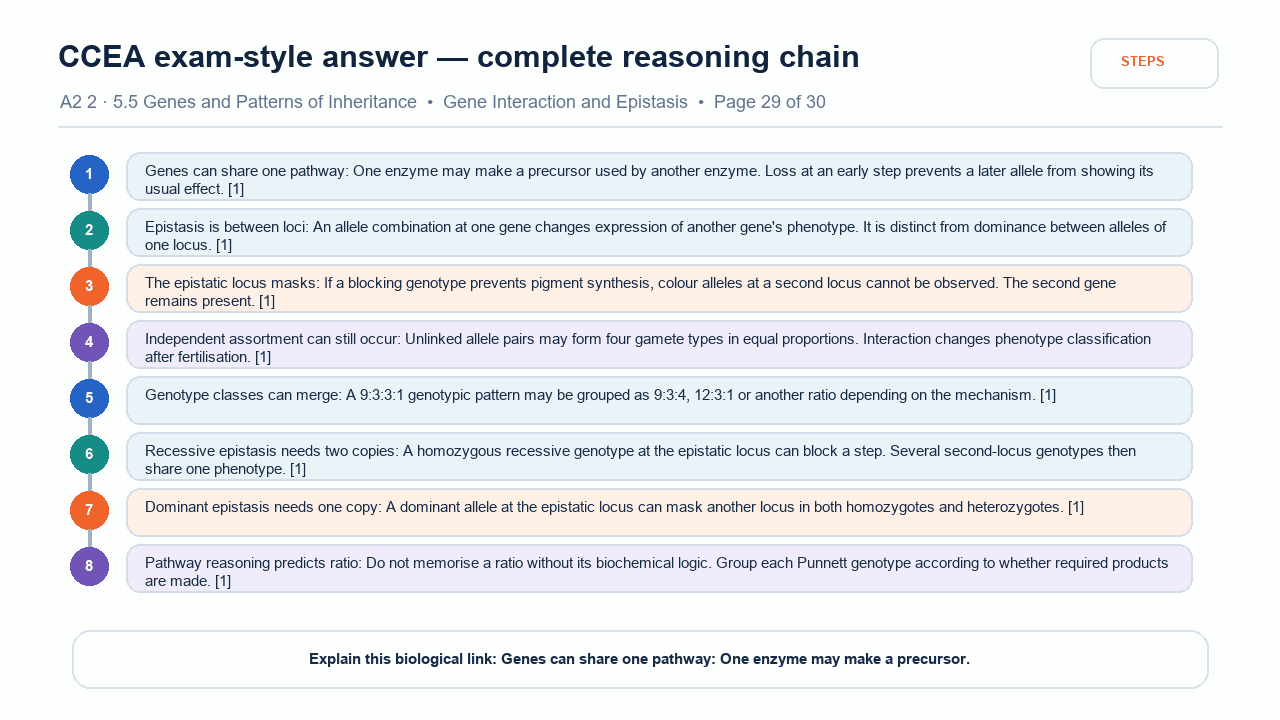 CCEA exam-style answer — complete reasoning chain
STEPS
A2 2 · 5.5 Genes and Patterns of Inheritance • Gene Interaction and Epistasis • Page 29 of 30
1
Genes can share one pathway: One enzyme may make a precursor used by another enzyme. Loss at an early step prevents a later allele from showing its
usual effect. [1]
2
Epistasis is between loci: An allele combination at one gene changes expression of another gene's phenotype. It is distinct from dominance between alleles of
one locus. [1]
3
The epistatic locus masks: If a blocking genotype prevents pigment synthesis, colour alleles at a second locus cannot be observed. The second gene
remains present. [1]
4
Independent assortment can still occur: Unlinked allele pairs may form four gamete types in equal proportions. Interaction changes phenotype classification
after fertilisation. [1]
5
Genotype classes can merge: A 9:3:3:1 genotypic pattern may be grouped as 9:3:4, 12:3:1 or another ratio depending on the mechanism. [1]
6
Recessive epistasis needs two copies: A homozygous recessive genotype at the epistatic locus can block a step. Several second-locus genotypes then
share one phenotype. [1]
7
Dominant epistasis needs one copy: A dominant allele at the epistatic locus can mask another locus in both homozygotes and heterozygotes. [1]
8
Pathway reasoning predicts ratio: Do not memorise a ratio without its biochemical logic. Group each Punnett genotype according to whether required products
are made. [1]
Explain this biological link: Genes can share one pathway: One enzyme may make a precursor.